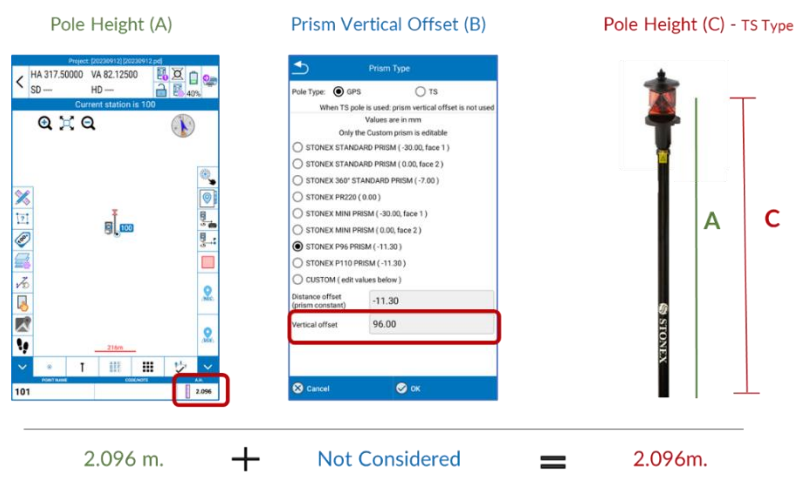 Pole Height (A)
Prism Vertical Offset (B)
Pole Height (C) - TS Type
Project: [20230912] [20230912.pd]
HA 317.50000 VA 82.12500
SD --- HD ---
40%
Current station is 100
100
216m
POINT NAME
CODE/NOTE
101
2.096
Prism Type
Pole Type: GPS TS
When TS pole is used: prism vertical offset is not used
Values are in mm
Only the Custom prism is editable
STONEX STANDARD PRISM ( -30.00, face 1 )
STONEX STANDARD PRISM ( 0.00, face 2 )
STONEX 360° STANDARD PRISM ( -7.00 )
STONEX PR220 ( 0.00 )
STONEX MINI PRISM ( -30.00, face 1 )
STONEX MINI PRISM ( 0.00, face 2 )
STONEX P96 PRISM ( -11.30 )
STONEX P110 PRISM ( -11.30 )
CUSTOM ( edit values below )
Distance offset
(prism constant)
-11.30
Vertical offset
96.00
Cancel
OK
A
C
STONEX
2.096 m.
+
Not Considered
=
2.096m.